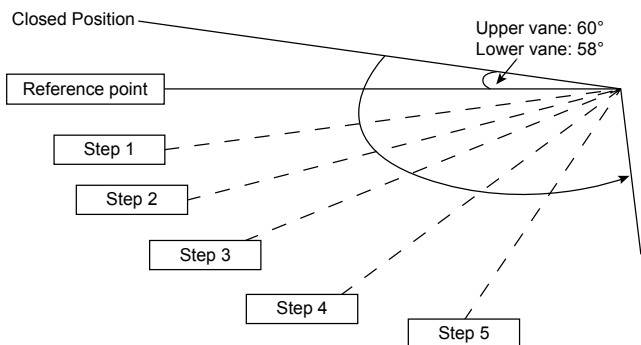 Closed Position
Upper vane: 60°
Lower vane: 58°
Reference point
Step 1
Step 2
Step 3
Step 4
Step 5